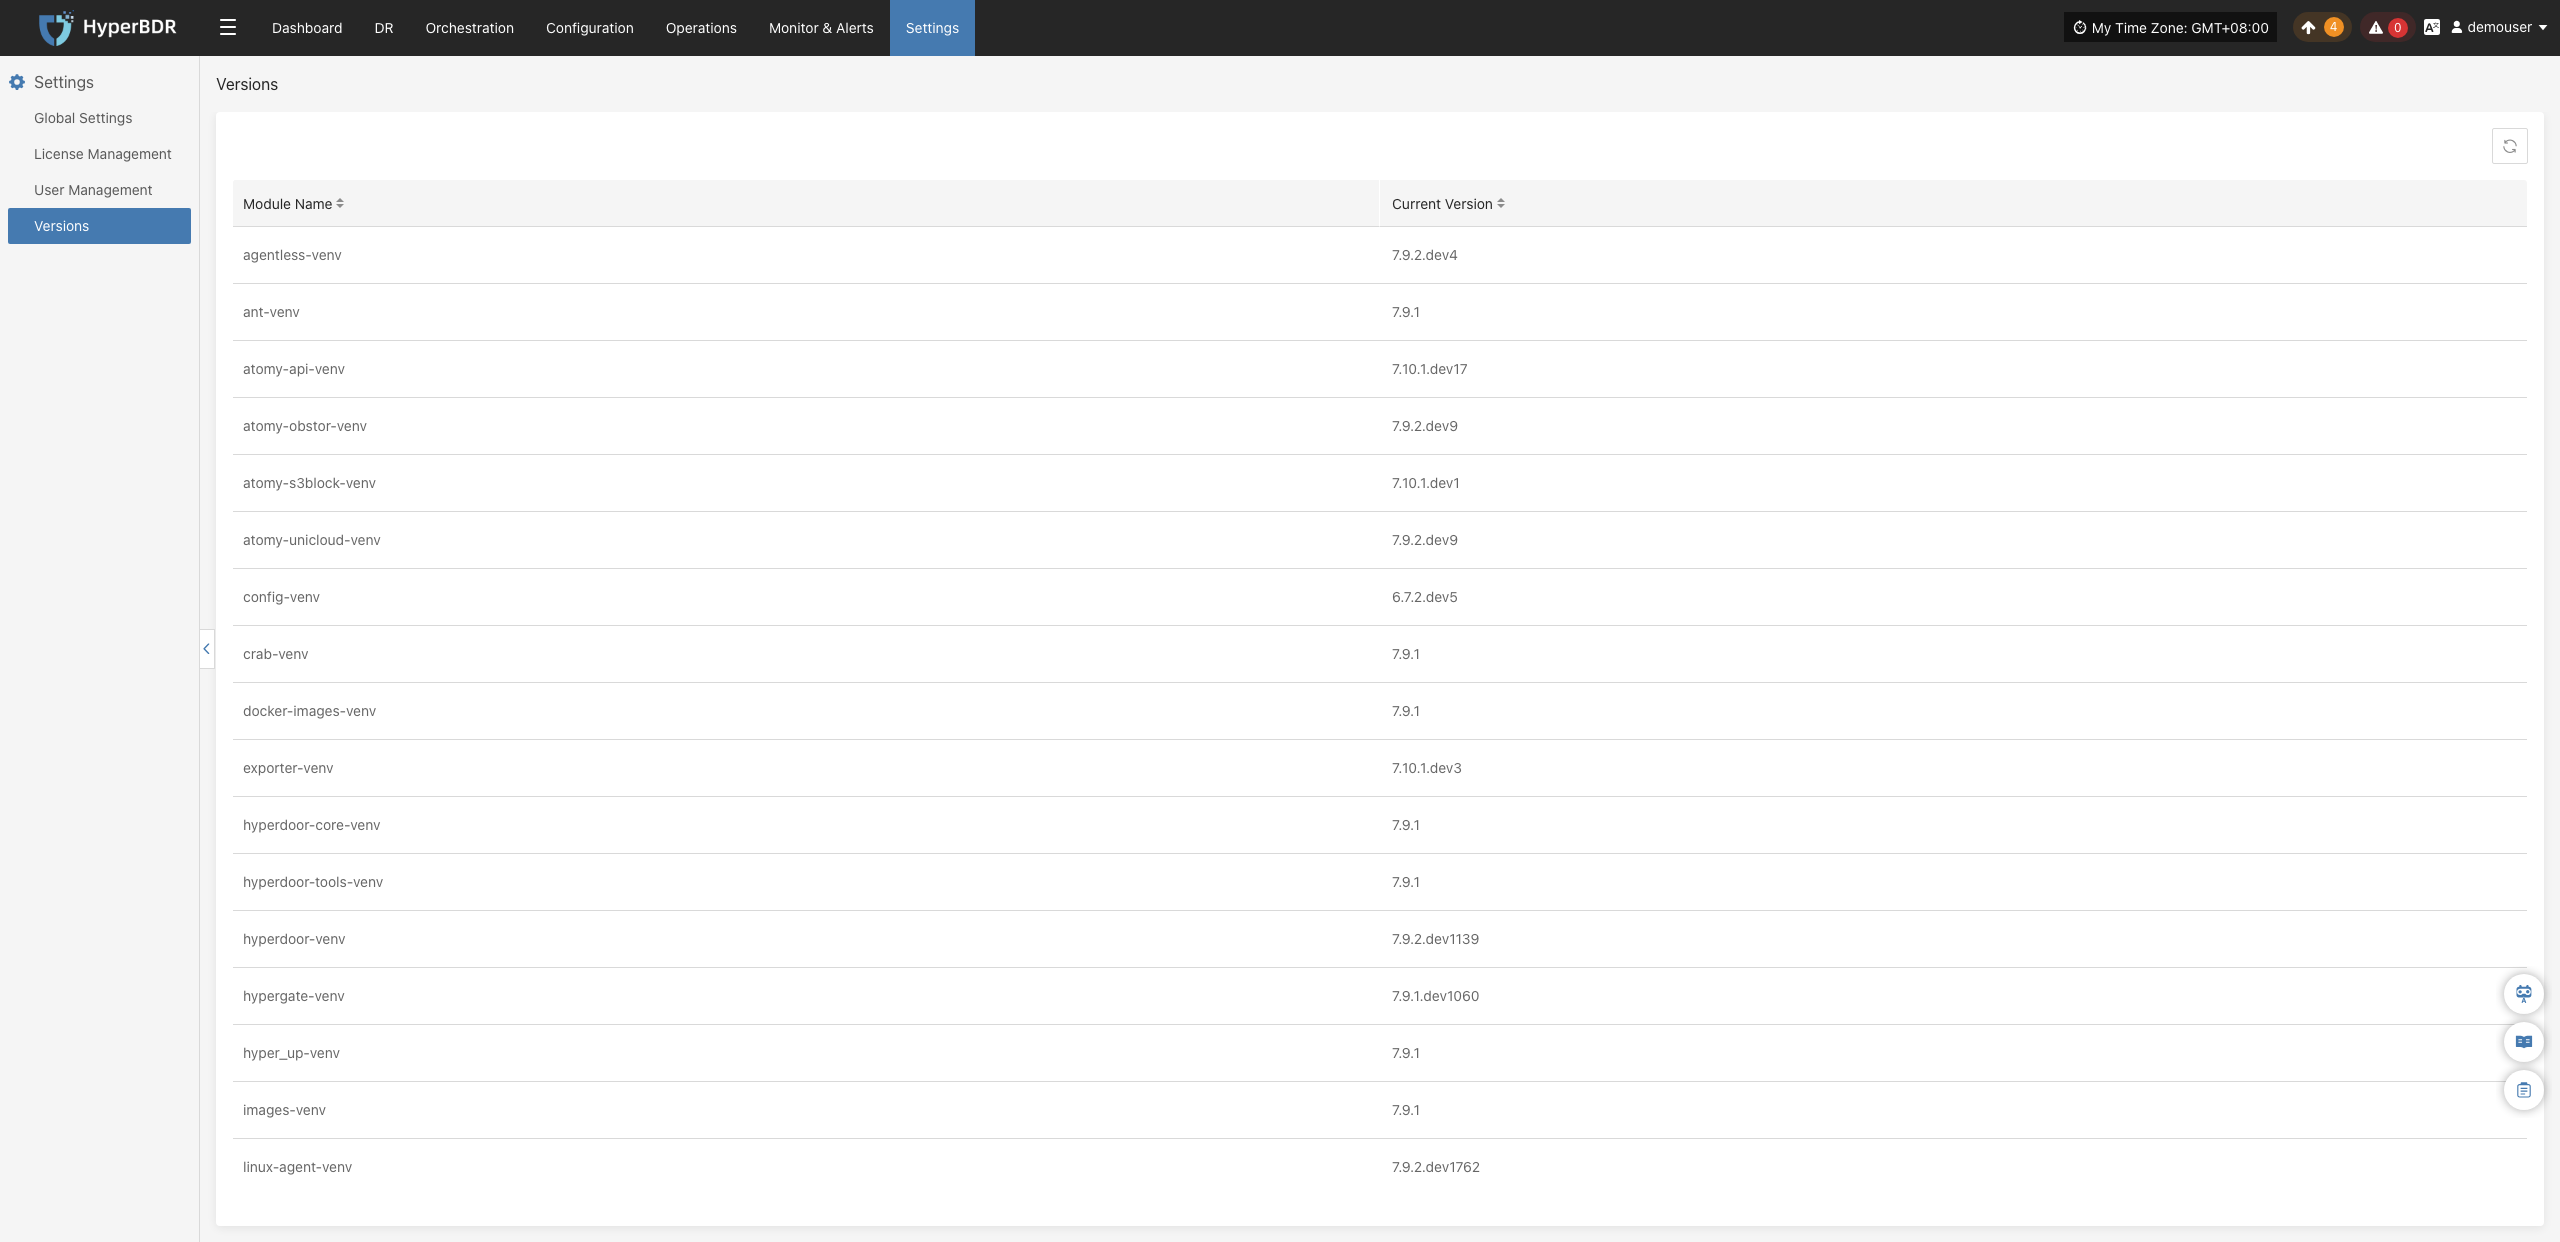 HyperBDR
Dashboard DR Orchestration Configuration Operations Monitor & Alerts Settings
My Time Zone: GMT+08:00 4 0 demouser
Settings
Global Settings
License Management
User Management
Versions
Versions
Module Name Current Version
agentless-venv 7.9.2.dev4
ant-venv 7.9.1
atomy-api-venv 7.10.1.dev17
atomy-obstor-venv 7.9.2.dev9
atomy-s3block-venv 7.10.1.dev1
atomy-unicloud-venv 7.9.2.dev9
config-venv 6.7.2.dev5
crab-venv 7.9.1
docker-images-venv 7.9.1
exporter-venv 7.10.1.dev3
hyperdoor-core-venv 7.9.1
hyperdoor-tools-venv 7.9.1
hyperdoor-venv 7.9.2.dev1139
hypergate-venv 7.9.1.dev1060
hyper_up-venv 7.9.1
images-venv 7.9.1
linux-agent-venv 7.9.2.dev1762